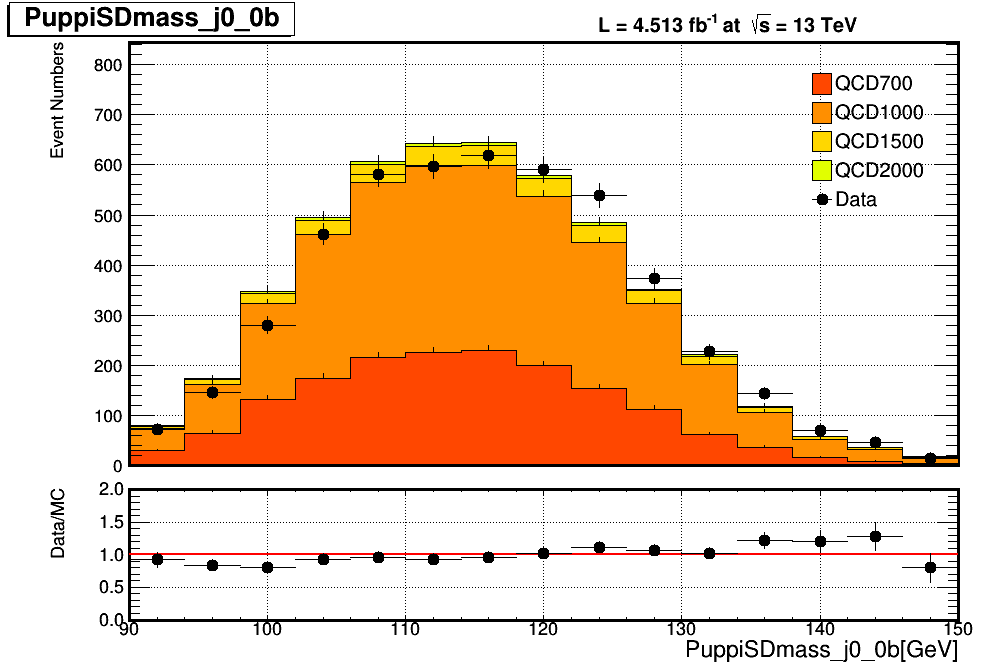 PuppiSDmass_j0_0b
L = 4.513 fb⁻¹ at √s = 13 TeV
Event Numbers
800
700
600
500
400
300
200
100
0
QCD700
QCD1000
QCD1500
QCD2000
Data
Data/MC
2.0
1.5
1.0
0.5
0.0
90 100 110 120 130 140 150
PuppiSDmass_j0_0b[GeV]